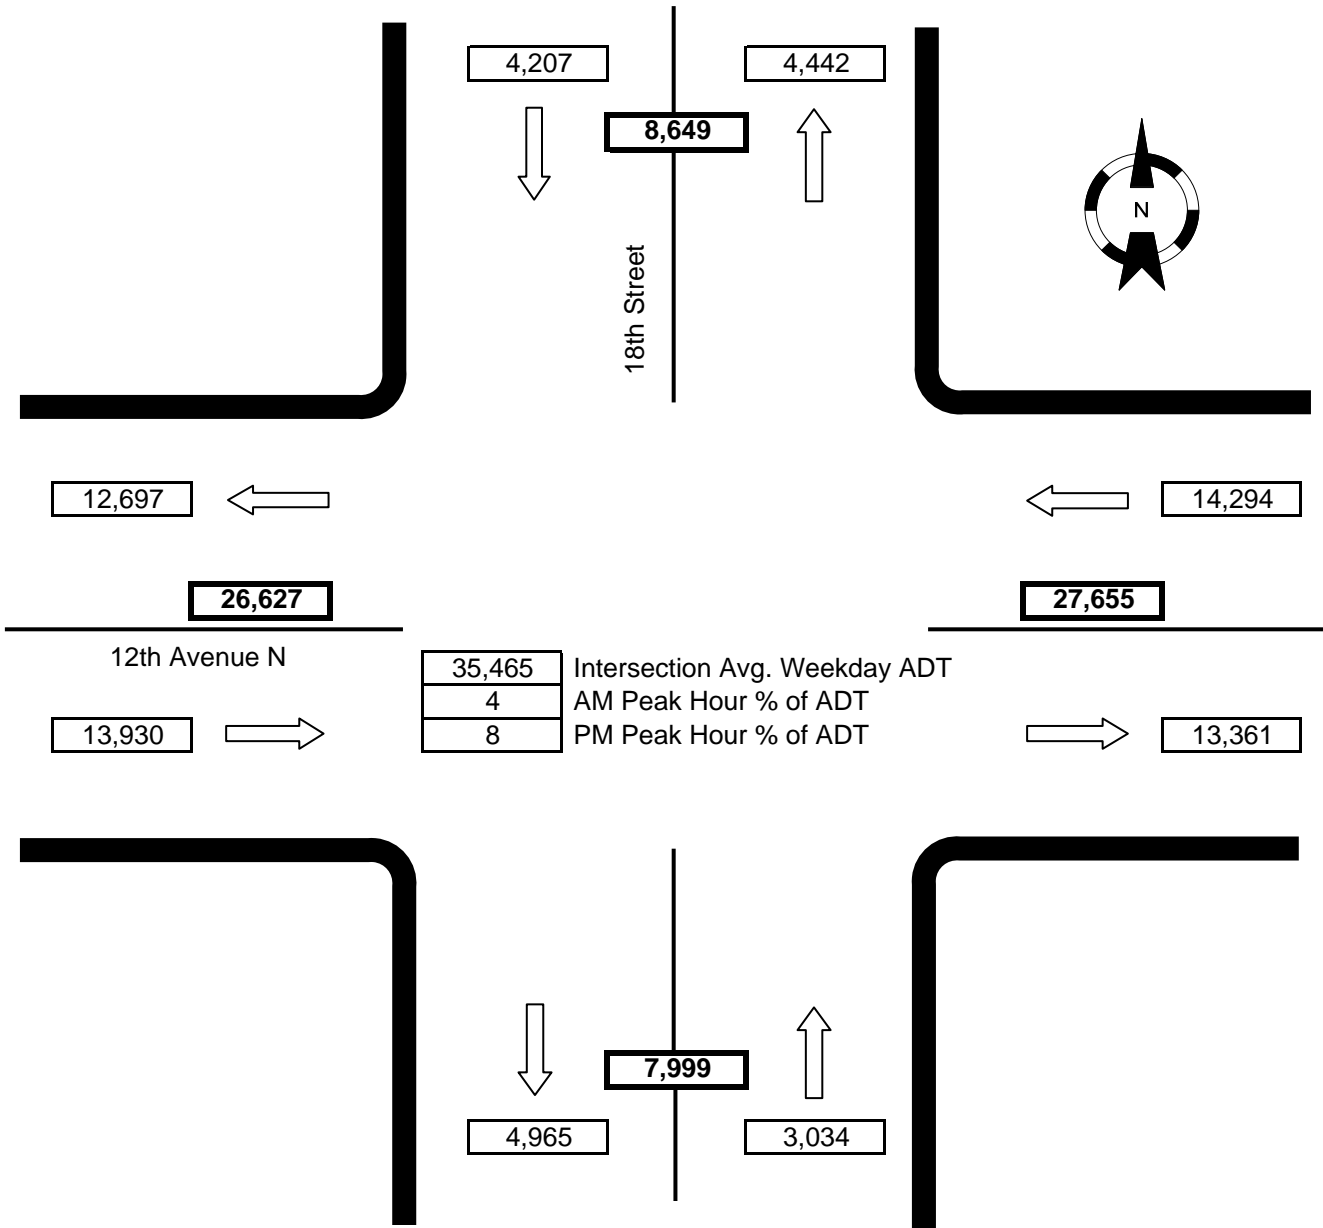 4,207
4,442
8,649
N
18th Street
12,697
14,294
26,627
27,655
12th Avenue N
35,465 Intersection Avg. Weekday ADT
4 AM Peak Hour % of ADT
8 PM Peak Hour % of ADT
13,930
13,361
7,999
4,965
3,034